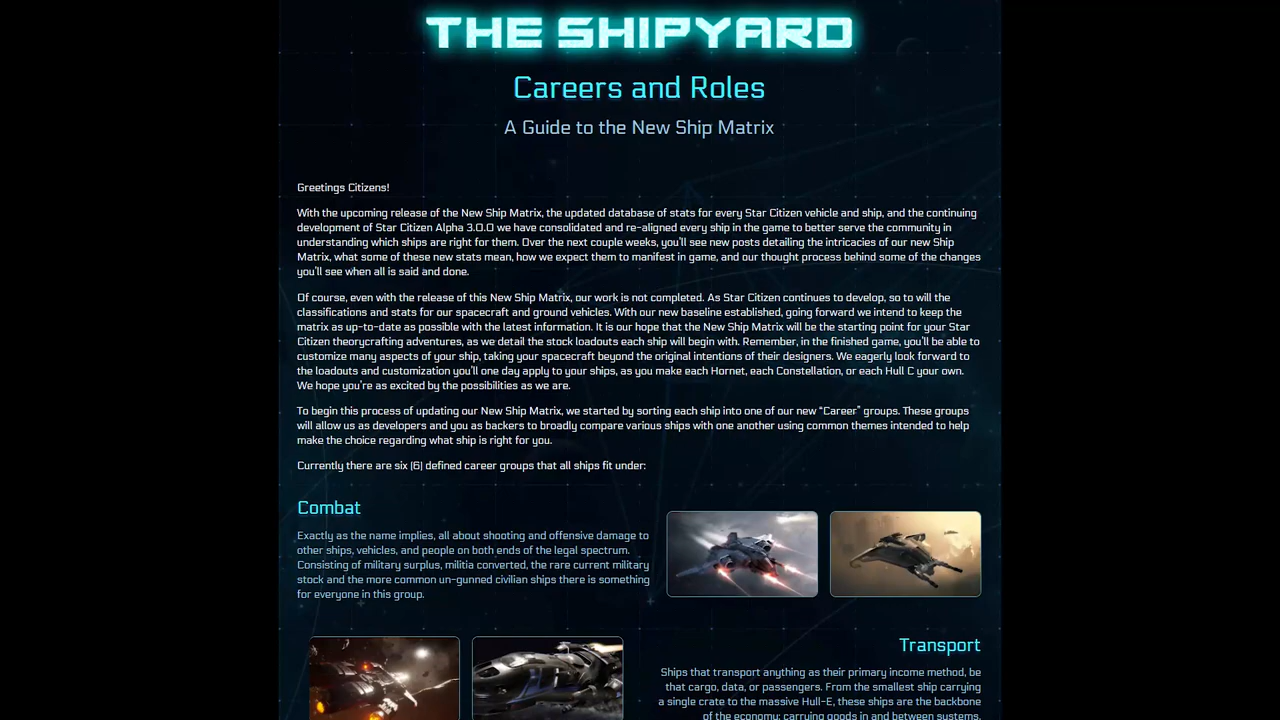 THE SHIPYARD
Careers and Roles
A Guide to the New Ship Matrix
Greetings Citizens!
With the upcoming release of the New Ship Matrix, the updated database of stats for every Star Citizen vehicle and ship, and the continuing
development of Star Citizen Alpha 3.0.0 we have consolidated and re-aligned every ship in the game to better serve the community in
understanding which ships are right for them. Over the next couple weeks, you'll see new posts detailing the intricacies of our new Ship
Matrix, what some of these new stats mean, how we expect them to manifest in game, and our thought process behind some of the changes
you'll see when all is said and done.
Of course, even with the release of this New Ship Matrix, our work is not completed. As Star Citizen continues to develop, so to will the
classifications and stats for our spacecraft and ground vehicles. With our new baseline established, going forward we intend to keep the
matrix as up-to-date as possible with the latest information. It is our hope that the New Ship Matrix will be the starting point for your Star
Citizen theorycrafting adventures, as we detail the stock loadouts each ship will begin with. Remember, in the finished game, you'll be able to
customize many aspects of your ship, taking your spacecraft beyond the original intentions of their designers. We eagerly look forward to
the loadouts and customization you'll one day apply to your ships, as you make each Hornet, each Constellation, or each Hull C your own.
We hope you're as excited by the possibilities as we are.
To begin this process of updating our New Ship Matrix, we started by sorting each ship into one of our new “Career” groups. These groups
will allow us as developers and you as backers to broadly compare various ships with one another using common themes intended to help
make the choice regarding what ship is right for you.
Currently there are six (6) defined career groups that all ships fit under:
Combat
Exactly as the name implies, all about shooting and offensive damage to
other ships, vehicles, and people on both ends of the legal spectrum.
Consisting of military surplus, militia converted, the rare current military
stock and the more common un-gunned civilian ships there is something
for everyone in this group.
Transport
Ships that transport anything as their primary income method, be
that cargo, data, or passengers. From the smallest ship carrying
a single crate to the massive Hull-E, these ships are the backbone
of the economy; carrying goods in and between systems.